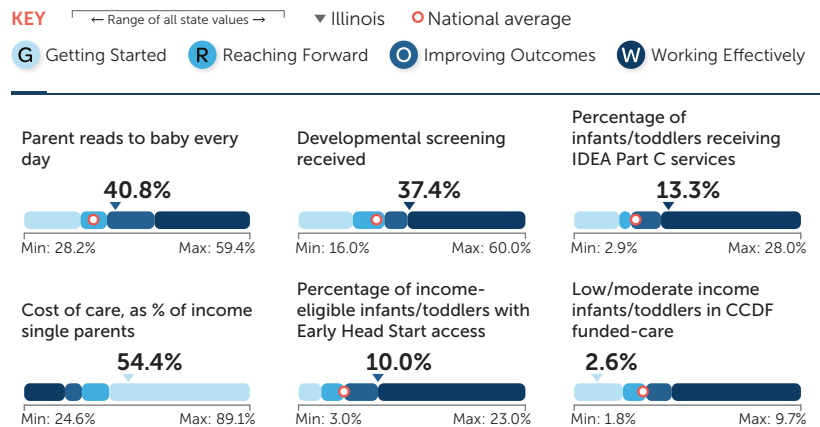 KEY ← Range of all state values → Illinois National average
G Getting Started R Reaching Forward O Improving Outcomes W Working Effectively
Parent reads to baby every
day
40.8%
Min: 28.2% Max: 59.4%
Developmental screening
received
37.4%
Min: 16.0% Max: 60.0%
Percentage of
infants/toddlers receiving
IDEA Part C services
13.3%
Min: 2.9% Max: 28.0%
Cost of care, as % of income
single parents
54.4%
Min: 24.6% Max: 89.1%
Percentage of income-
eligible infants/toddlers with
Early Head Start access
10.0%
Min: 3.0% Max: 23.0%
Low/moderate income
infants/toddlers in CCDF
funded-care
2.6%
Min: 1.8% Max: 9.7%